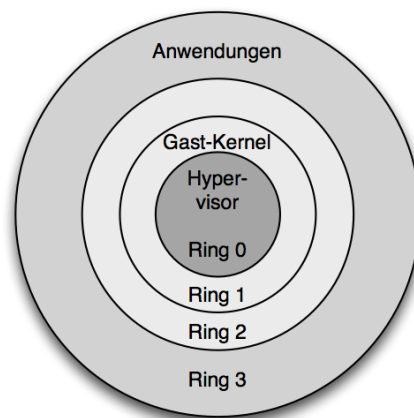 Anwendungen
Gast-Kernel
Hyper-
visor
Ring 0
Ring 1
Ring 2
Ring 3